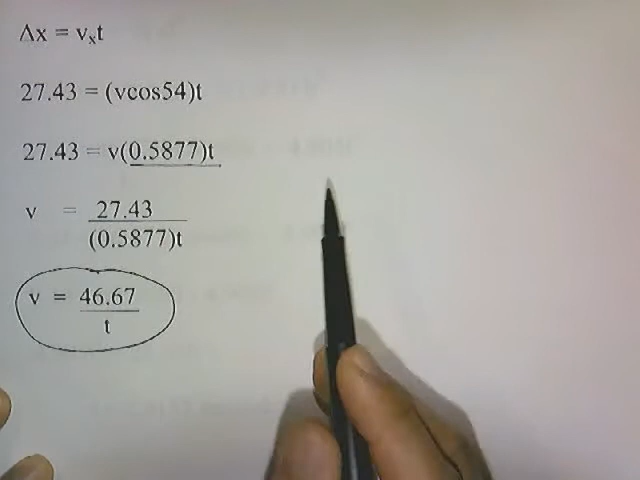 Δx = vₓt
27.43 = (vcos54)t
27.43 = v(0.5877)t
v = 27.43
(0.5877)t
v = 46.67
t